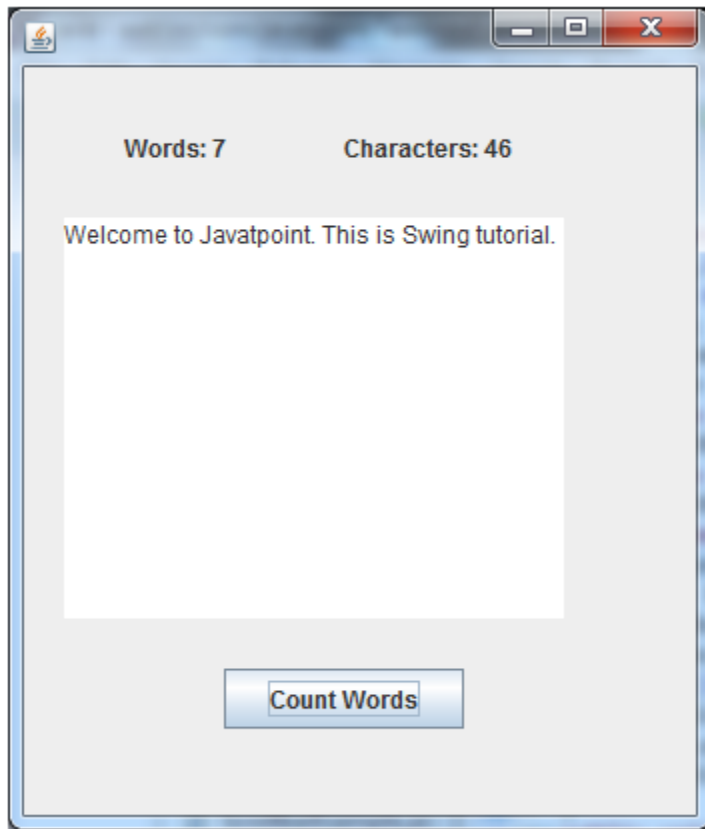 Words: 7 Characters: 46
Welcome to Javatpoint. This is Swing tutorial.
Count Words